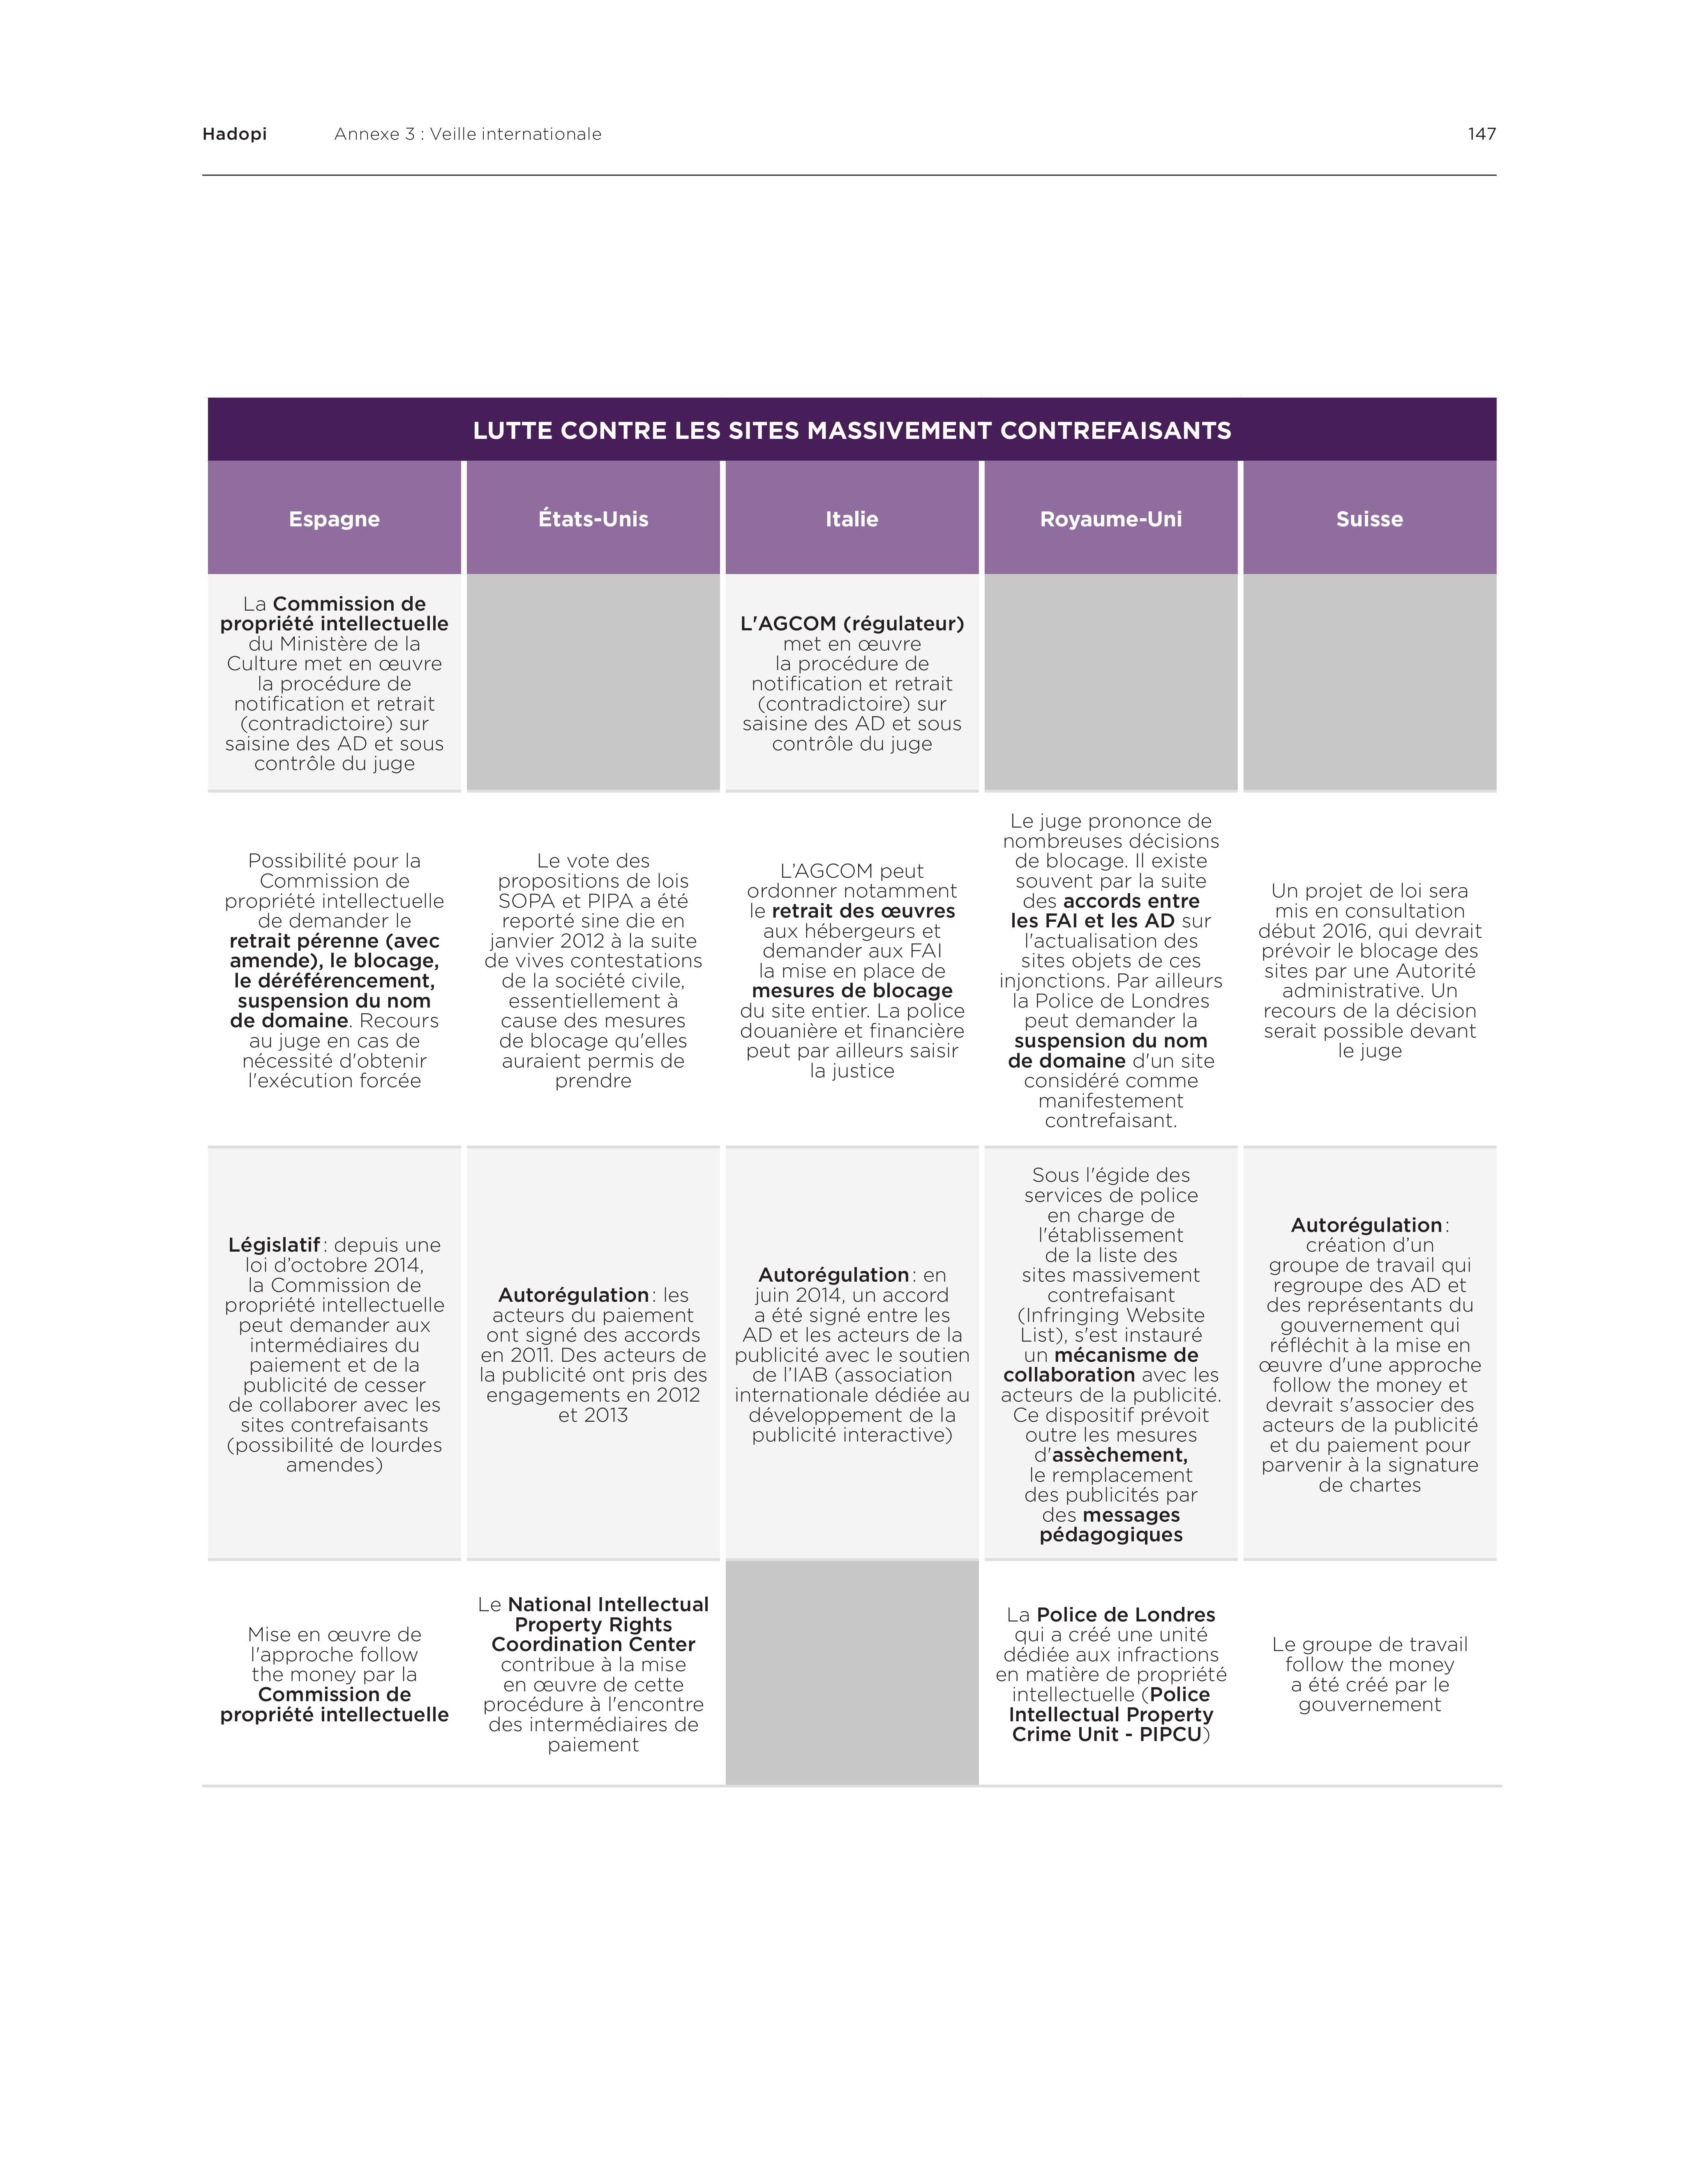 Hadopi Annexe 3 : Veille internationale 147
LUTTE CONTRE LES SITES MASSIVEMENT CONTREFAISANTS
Espagne
États-Unis
Italie
Royaume-Uni
Suisse
La Commission de
propriété intellectuelle
du Ministère de la
Culture met en œuvre
la procédure de
notification et retrait
(contradictoire) sur
saisine des AD et sous
contrôle du juge
L'AGCOM (régulateur)
met en œuvre
la procédure de
notification et retrait
(contradictoire) sur
saisine des AD et sous
contrôle du juge
Possibilité pour la
Commission de
propriété intellectuelle
de demander le
retrait pérenne (avec
amende), le blocage,
le déréférencement,
suspension du nom
de domaine. Recours
au juge en cas de
nécessité d'obtenir
l'exécution forcée
Le vote des
propositions de lois
SOPA et PIPA a été
reporté sine die en
janvier 2012 à la suite
de vives contestations
de la société civile,
essentiellement à
cause des mesures
de blocage qu'elles
auraient permis de
prendre
L’AGCOM peut
ordonner notamment
le retrait des œuvres
aux hébergeurs et
demander aux FAI
la mise en place de
mesures de blocage
du site entier. La police
douanière et financière
peut par ailleurs saisir
la justice
Le juge prononce de
nombreuses décisions
de blocage. Il existe
souvent par la suite
des accords entre
les FAI et les AD sur
l'actualisation des
sites objets de ces
injonctions. Par ailleurs
la Police de Londres
peut demander la
suspension du nom
de domaine d'un site
considéré comme
manifestement
contrefaisant.
Un projet de loi sera
mis en consultation
début 2016, qui devrait
prévoir le blocage des
sites par une Autorité
administrative. Un
recours de la décision
serait possible devant
le juge
Législatif : depuis une
loi d’octobre 2014,
la Commission de
propriété intellectuelle
peut demander aux
intermédiaires du
paiement et de la
publicité de cesser
de collaborer avec les
sites contrefaisants
(possibilité de lourdes
amendes)
Autorégulation : les
acteurs du paiement
ont signé des accords
en 2011. Des acteurs de
la publicité ont pris des
engagements en 2012
et 2013
Autorégulation : en
juin 2014, un accord
a été signé entre les
AD et les acteurs de la
publicité avec le soutien
de l’IAB (association
internationale dédiée au
développement de la
publicité interactive)
Sous l'égide des
services de police
en charge de
l'établissement
de la liste des
sites massivement
contrefaisant
(Infringing Website
List), s'est instauré
un mécanisme de
collaboration avec les
acteurs de la publicité.
Ce dispositif prévoit
outre les mesures
d'assèchement,
le remplacement
des publicités par
des messages
pédagogiques
Autorégulation :
création d’un
groupe de travail qui
regroupe des AD et
des représentants du
gouvernement qui
réfléchit à la mise en
œuvre d'une approche
follow the money et
devrait s'associer des
acteurs de la publicité
et du paiement pour
parvenir à la signature
de chartes
Mise en œuvre de
l'approche follow
the money par la
Commission de
propriété intellectuelle
Le National Intellectual
Property Rights
Coordination Center
contribue à la mise
en œuvre de cette
procédure à l'encontre
des intermédiaires de
paiement
La Police de Londres
qui a créé une unité
dédiée aux infractions
en matière de propriété
intellectuelle (Police
Intellectual Property
Crime Unit - PIPCU)
Le groupe de travail
follow the money
a été créé par le
gouvernement